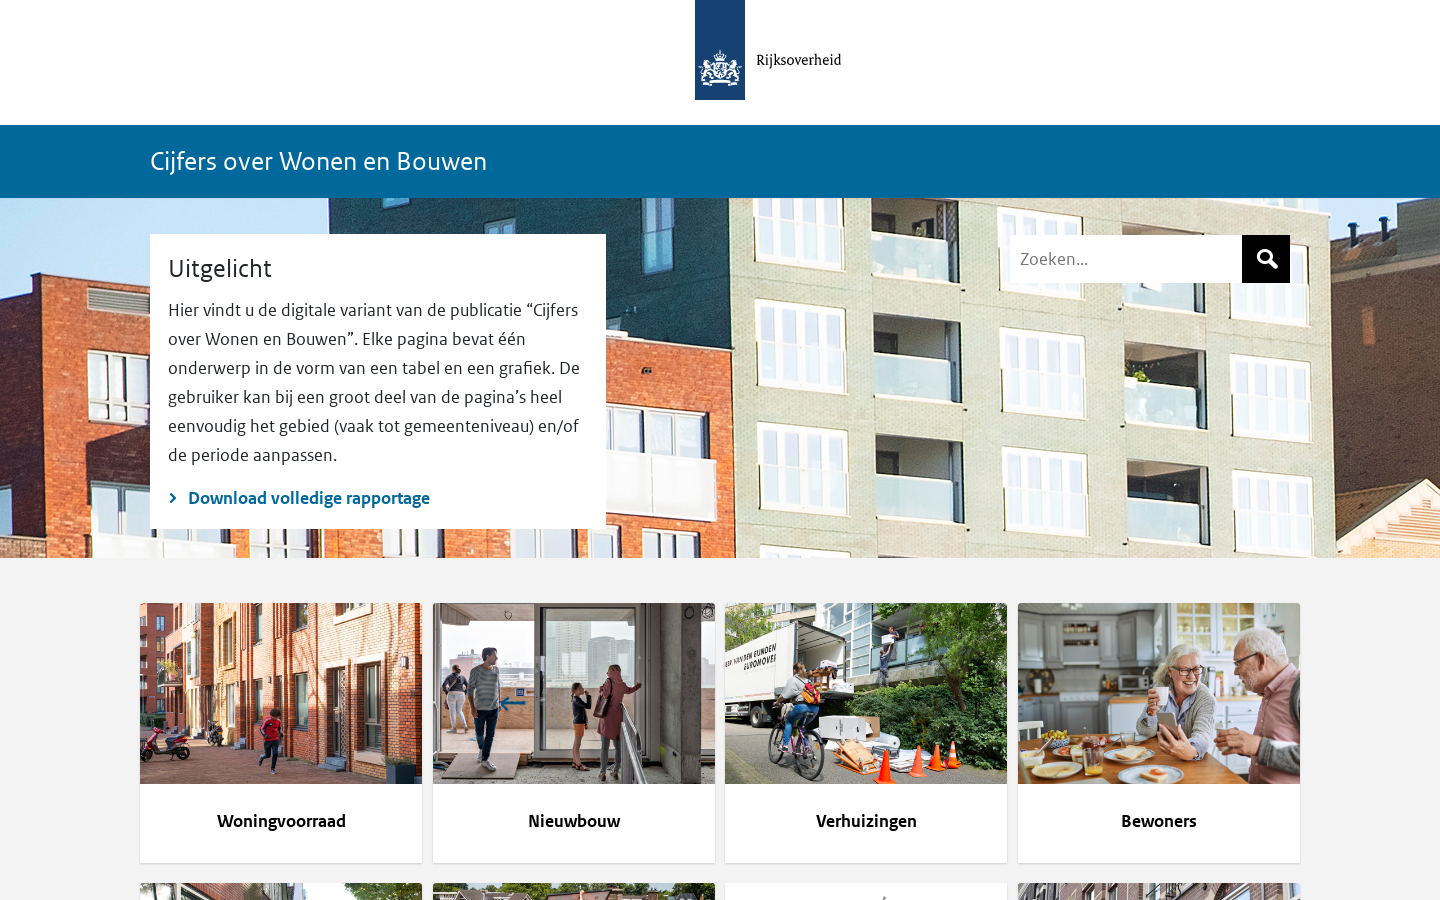 Rijksoverheid
Cijfers over Wonen en Bouwen
Uitgelicht
Zoeken...
Hier vindt u de digitale variant van de publicatie “Cijfers
over Wonen en Bouwen”. Elke pagina bevat één
onderwerp in de vorm van een tabel en een grafiek. De
gebruiker kan bij een groot deel van de pagina’s heel
eenvoudig het gebied (vaak tot gemeenteniveau) en/of
de periode aanpassen.
Download volledige rapportage
EUROMOVER
Woningvoorraad
Nieuwbouw
Verhuizingen
Bewoners